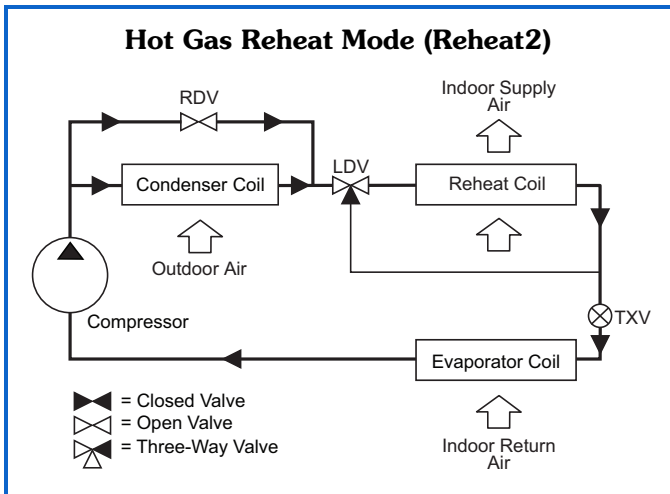 Hot Gas Reheat Mode (Reheat2)
RDV
Indoor Supply
Air
LDV
Condenser Coil
Reheat Coil
Outdoor Air
Compressor
TXV
Evaporator Coil
= Closed Valve
= Open Valve
= Three-Way Valve
Indoor Return
Air